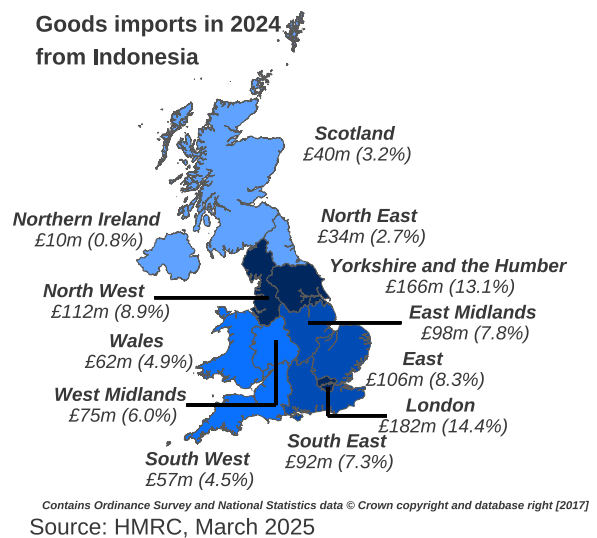 Goods imports in 2024
from Indonesia
Scotland
£40m (3.2%)
Northern Ireland
£10m (0.8%)
North East
£34m (2.7%)
Yorkshire and the Humber
£166m (13.1%)
North West
£112m (8.9%)
East Midlands
£98m (7.8%)
Wales
£62m (4.9%)
East
£106m (8.3%)
West Midlands
£75m (6.0%)
London
£182m (14.4%)
South East
£92m (7.3%)
South West
£57m (4.5%)
Contains Ordinance Survey and National Statistics data © Crown copyright and database right [2017]
Source: HMRC, March 2025